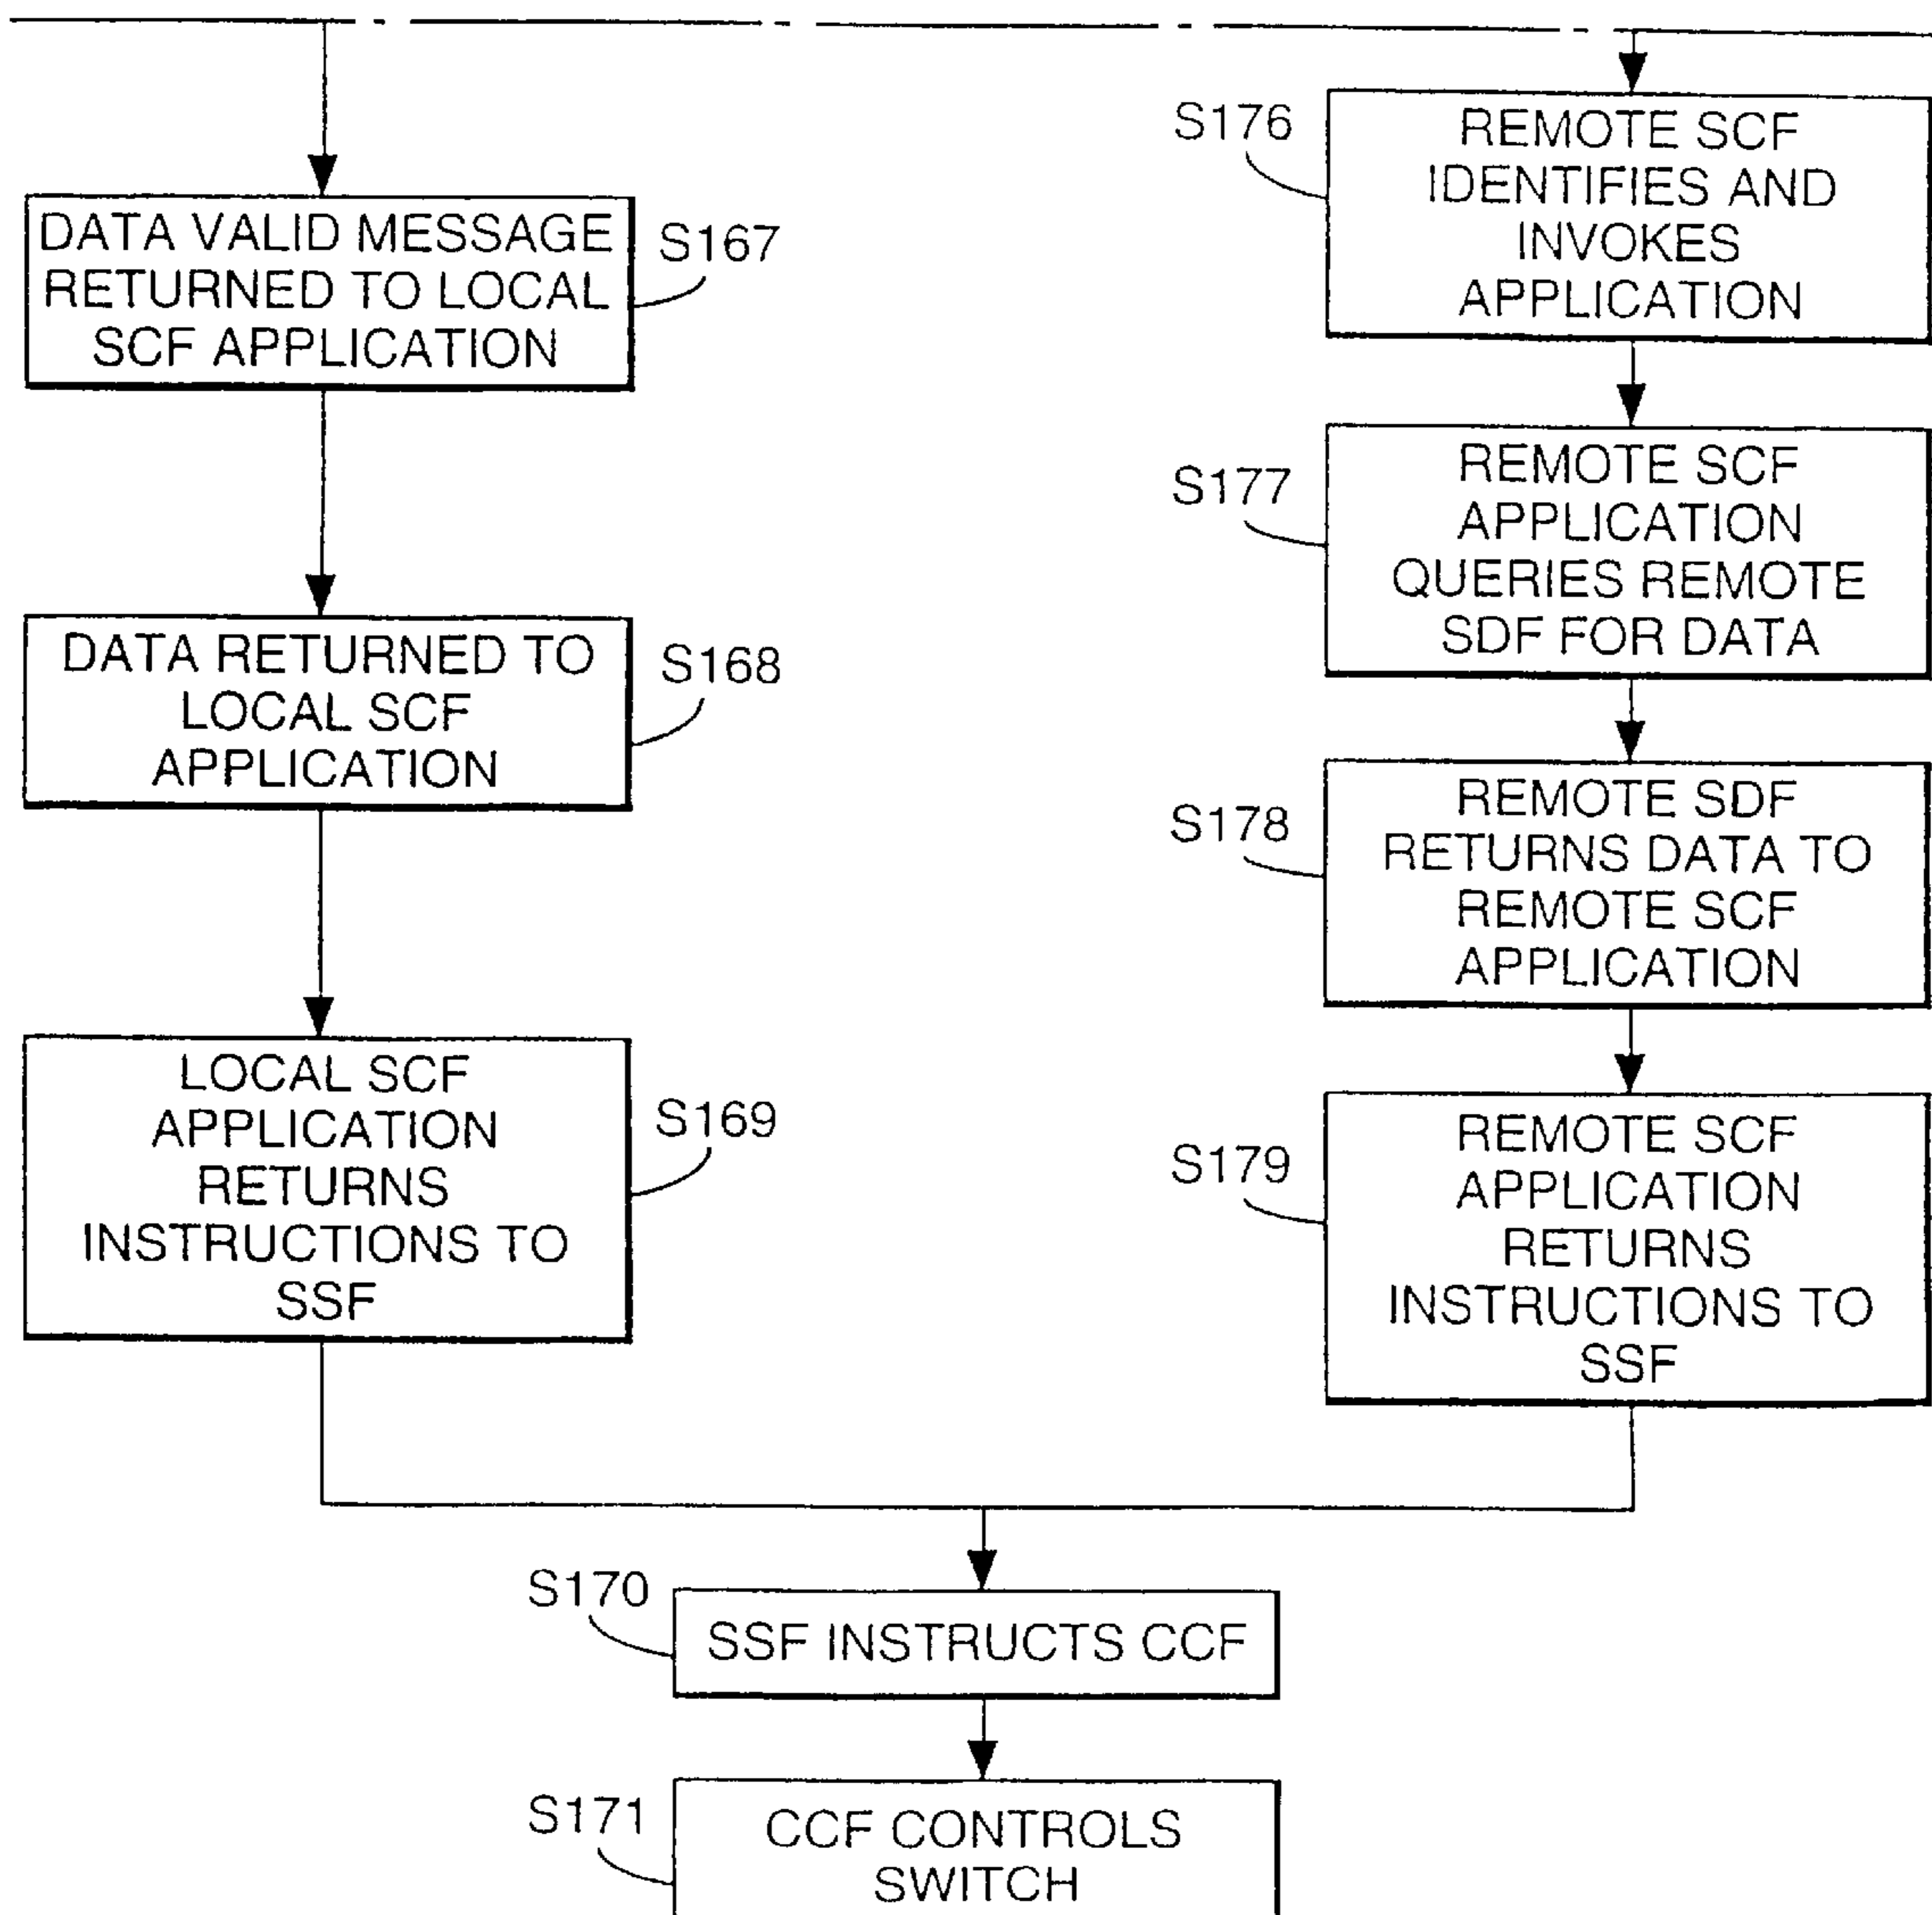 S167
DATA VALID MESSAGE
RETURNED TO LOCAL
SCF APPLICATION
S168
DATA RETURNED TO
LOCAL SCF
APPLICATION
S169
LOCAL SCF
APPLICATION
RETURNS
INSTRUCTIONS TO
SSF
S176
REMOTE SCF
IDENTIFIES AND
INVOKES
APPLICATION
S177
REMOTE SCF
APPLICATION
QUERIES REMOTE
SDF FOR DATA
S178
REMOTE SDF
RETURNS DATA TO
REMOTE SCF
APPLICATION
S179
REMOTE SCF
APPLICATION
RETURNS
INSTRUCTIONS TO
SSF
S170
SSF INSTRUCTS CCF
S171
CCF CONTROLS
SWITCH